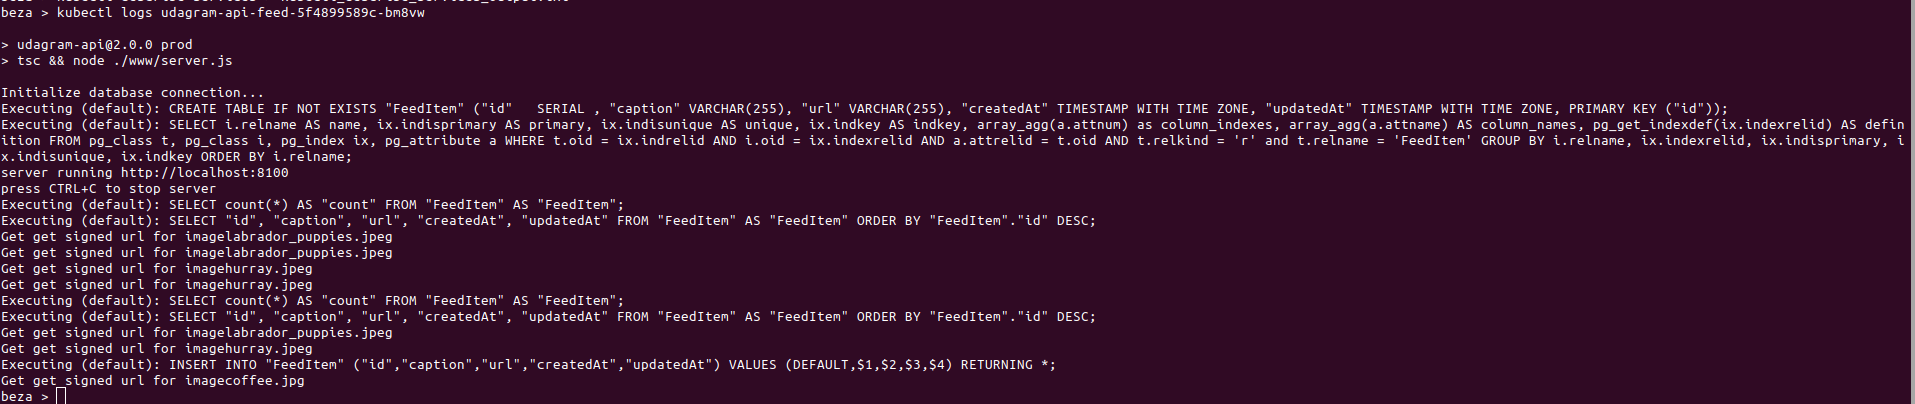 beza > kubectl logs udagram-api-feed-5f4899589c-bm8vw
> udagram-api@2.0.0 prod
> tsc && node ./www/server.js
Initialize database connection...
Executing (default): CREATE TABLE IF NOT EXISTS "FeedItem" ("id"   SERIAL , "caption" VARCHAR(255), "url" VARCHAR(255), "createdAt" TIMESTAMP WITH TIME ZONE, "updatedAt" TIMESTAMP WITH TIME ZONE, PRIMARY KEY ("id"));
Executing (default): SELECT i.relname AS name, ix.indisprimary AS primary, ix.indisunique AS unique, ix.indkey AS indkey, array_agg(a.attnum) as column_indexes, array_agg(a.attname) AS column_names, pg_get_indexdef(ix.indexrelid) AS defin
ition FROM pg_class t, pg_class i, pg_index ix, pg_attribute a WHERE t.oid = ix.indrelid AND i.oid = ix.indexrelid AND a.attrelid = t.oid AND t.relkind = 'r' and t.relname = 'FeedItem' GROUP BY i.relname, ix.indexrelid, ix.indisprimary, i
x.indisunique, ix.indkey ORDER BY i.relname;
server running http://localhost:8100
press CTRL+C to stop server
Executing (default): SELECT count(*) AS "count" FROM "FeedItem" AS "FeedItem";
Executing (default): SELECT "id", "caption", "url", "createdAt", "updatedAt" FROM "FeedItem" AS "FeedItem" ORDER BY "FeedItem"."id" DESC;
Get get signed url for imagelabrador_puppies.jpeg
Get get signed url for imagelabrador_puppies.jpeg
Get get signed url for imagehurray.jpeg
Get get signed url for imagehurray.jpeg
Executing (default): SELECT count(*) AS "count" FROM "FeedItem" AS "FeedItem";
Executing (default): SELECT "id", "caption", "url", "createdAt", "updatedAt" FROM "FeedItem" AS "FeedItem" ORDER BY "FeedItem"."id" DESC;
Get get signed url for imagelabrador_puppies.jpeg
Get get signed url for imagehurray.jpeg
Executing (default): INSERT INTO "FeedItem" ("id","caption","url","createdAt","updatedAt") VALUES (DEFAULT,$1,$2,$3,$4) RETURNING *;
Get get signed url for imagecoffee.jpg
beza >